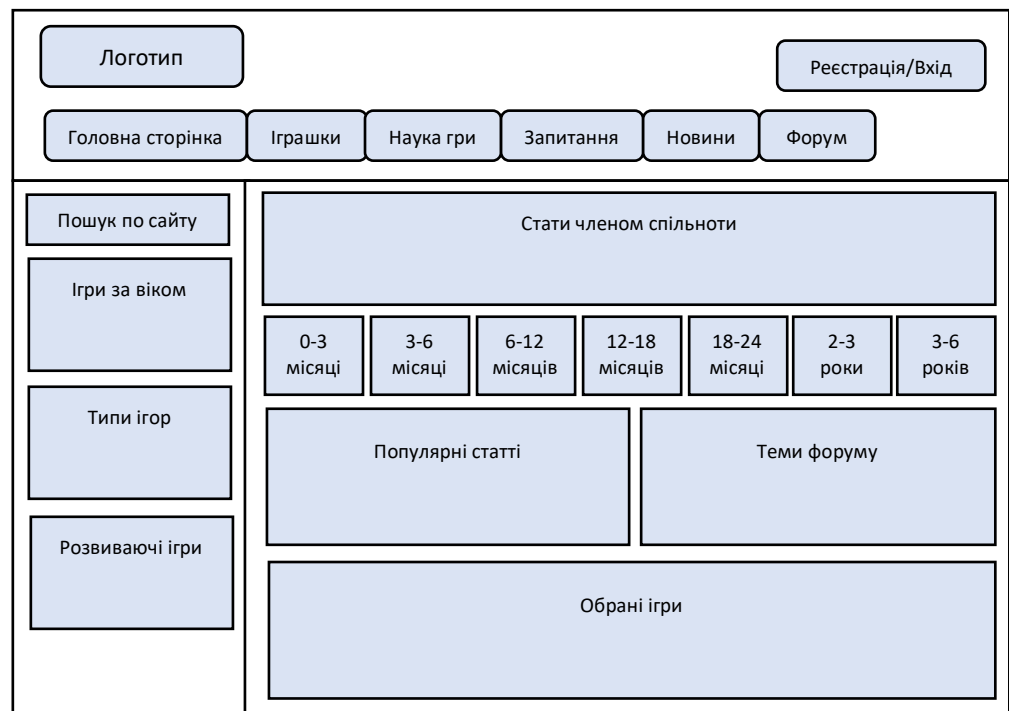 Логотип
Реєстрація/Вхід
Головна сторінка
Іграшки
Наука гри
Запитання
Новини
Форум
Пошук по сайту
Ігри за віком
Типи ігор
Розвиваючі ігри
Стати членом спільноти
0-3
місяці
3-6
місяці
6-12
місяців
12-18
місяців
18-24
місяці
2-3
роки
3-6
років
Популярні статті
Теми форуму
Обрані ігри